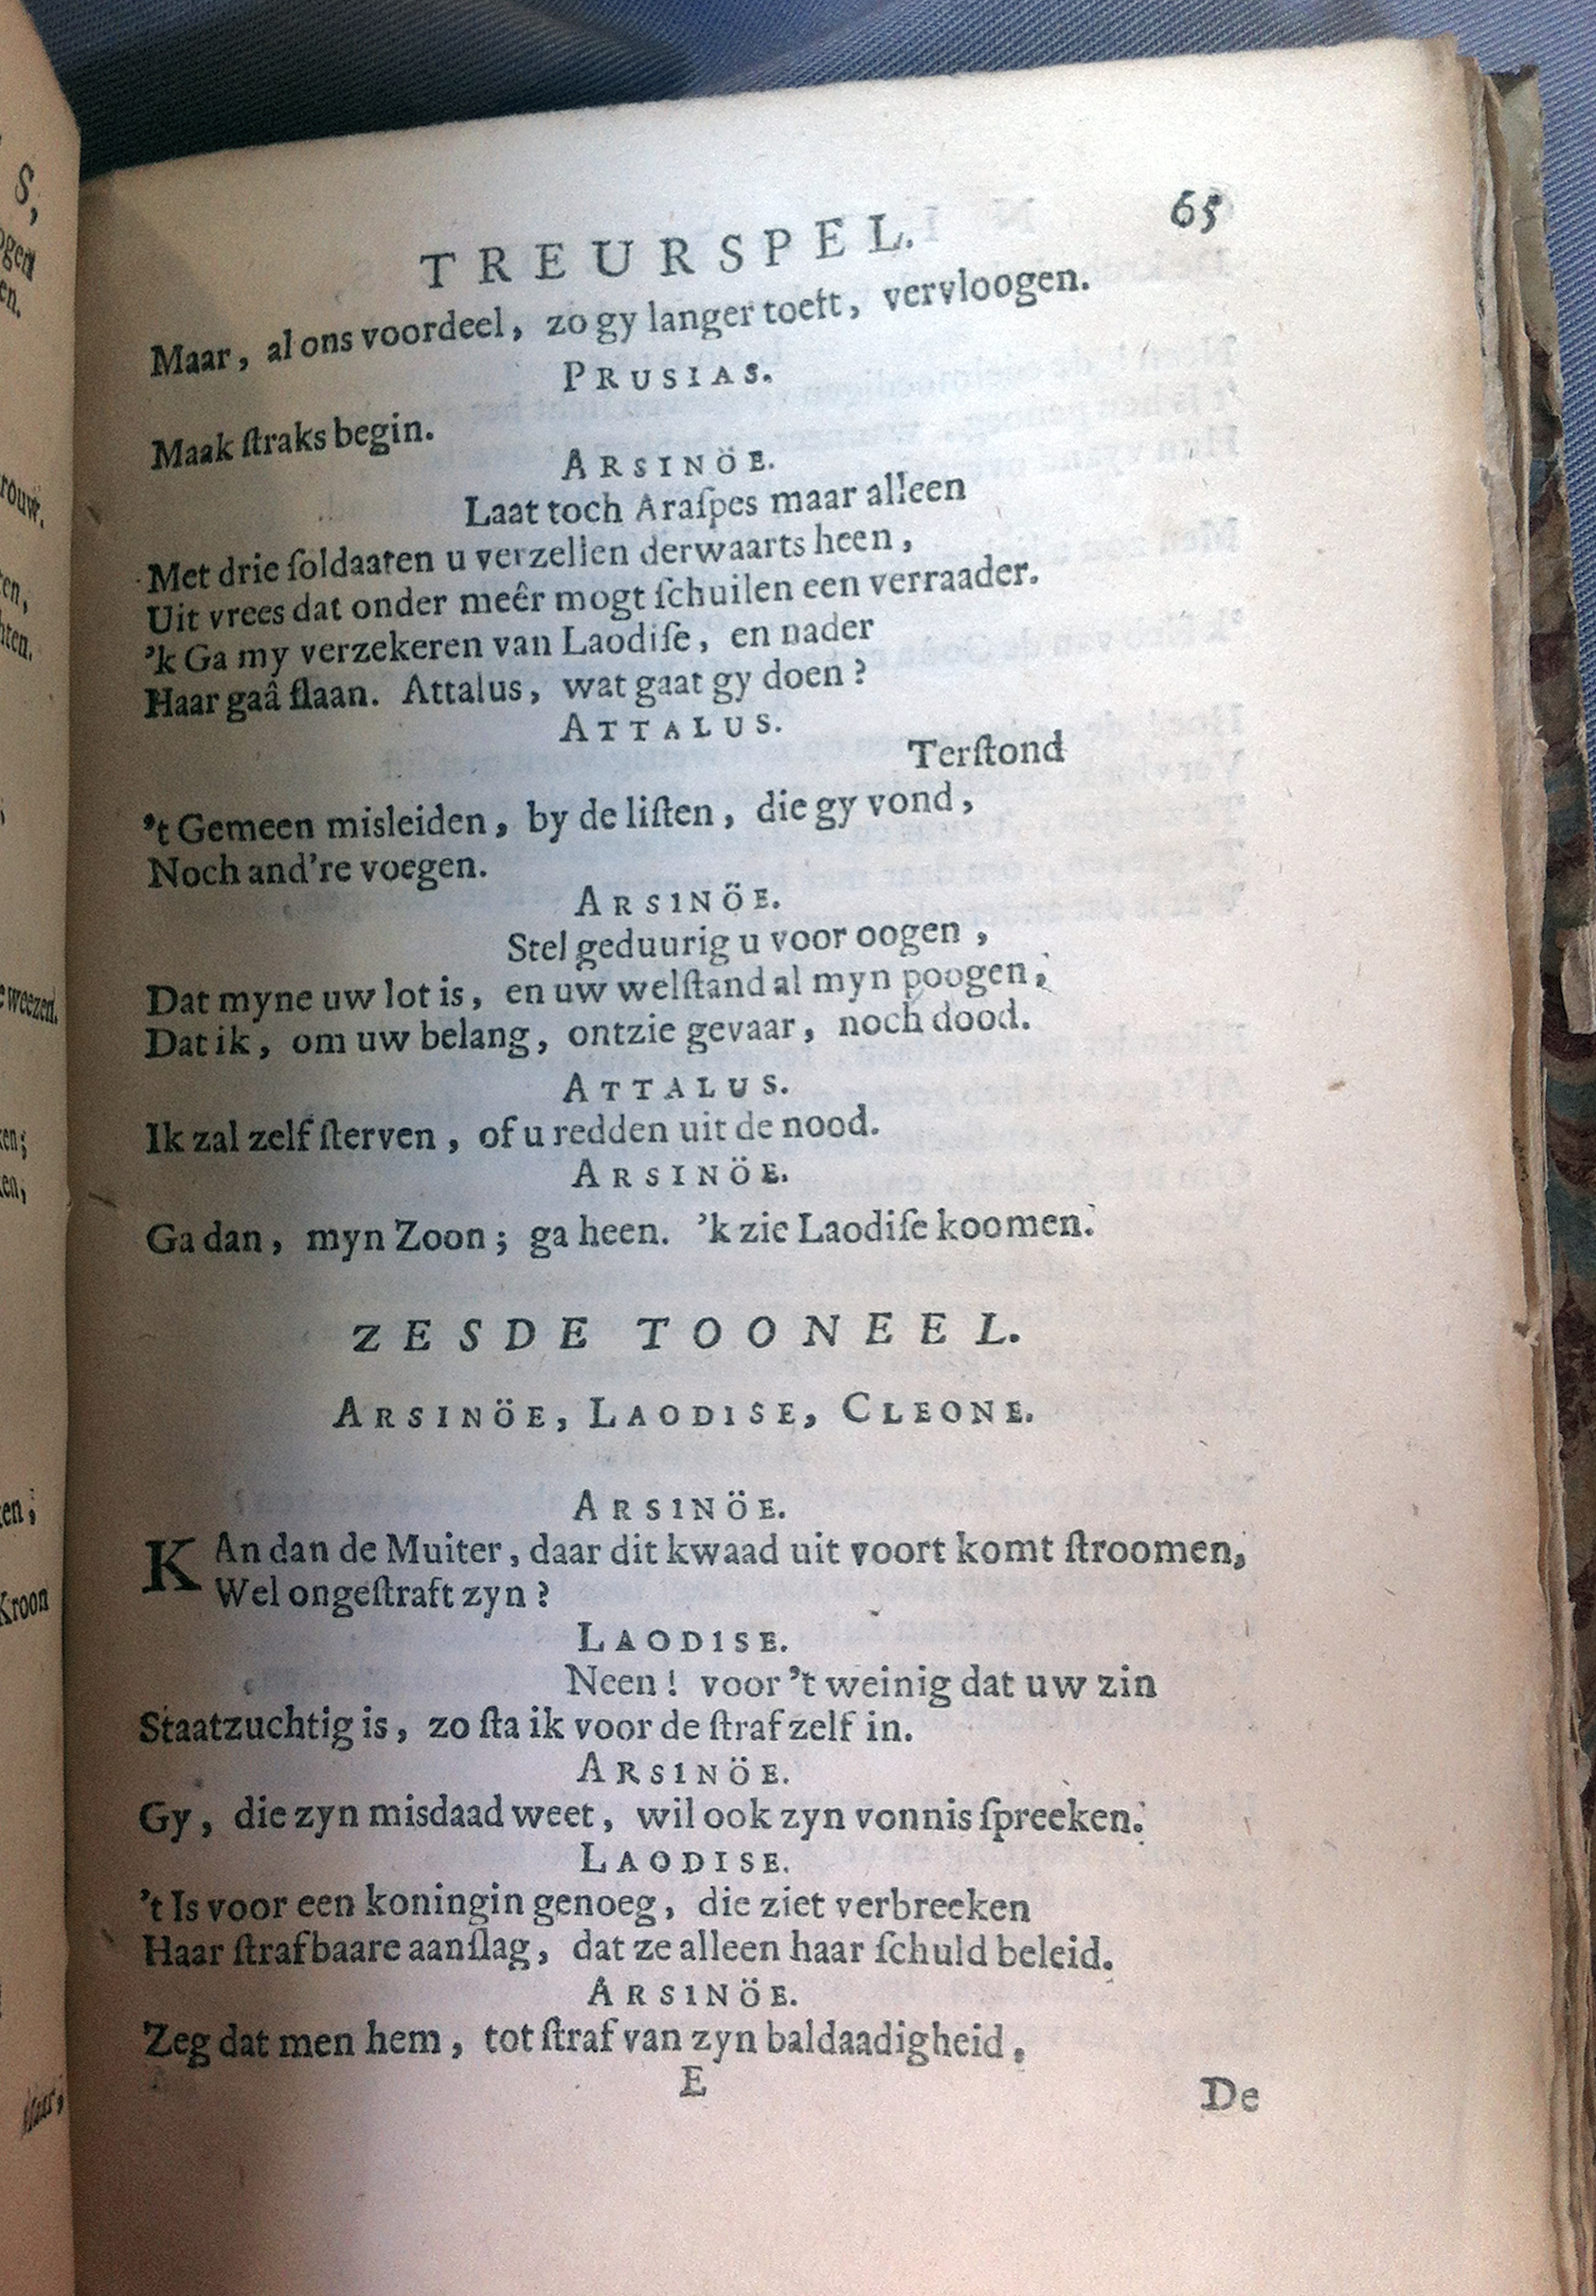 TREURSPEL. 65
Maar, al ons voordeel, zo gy langer toeft, vervloogen.
PRUSIAS.
Maak ſtraks begin.
ARSINÖE.
Laat toch Araſpes maar alleen
Met drie ſoldaaten u verzellen derwaarts heen,
Uit vrees dat onder meêr mogt ſchuilen een verraader.
'k Ga my verzekeren van Laodiſe, en nader
Haar gaâ ſlaan. Attalus, wat gaat gy doen?
ATTALUS.
Terſtond
't Gemeen misleiden, by de liſten, die gy vond,
Noch and're voegen.
ARSINÖE.
Stel geduurig u voor oogen,
Dat myne uw lot is, en uw welſtand al myn poogen,
Dat ik, om uw belang, ontzie gevaar, noch dood.
ATTALUS.
Ik zal zelf ſterven, of u redden uit de nood.
ARSINÖE.
Ga dan, myn Zoon; ga heen. 'k zie Laodiſe koomen.
ZESDE TOONEEL.
ARSINÖE, LAODISE, CLEONE.
ARSINÖE.
KAn dan de Muiter, daar dit kwaad uit voort komt ſtroomen,
Wel ongeſtraft zyn?
LAODISE.
Neen! voor 't weinig dat uw zin
Staatzuchtig is, zo ſta ik voor de ſtraf zelf in.
ARSINÖE.
Gy, die zyn misdaad weet, wil ook zyn vonnis ſpreeken.
LAODISE.
't Is voor een koningin genoeg, die ziet verbreeken
Haar ſtrafbaare aanſlag, dat ze alleen haar ſchuld beleid.
ARSINÖE.
Zeg dat men hem, tot ſtraf van zyn baldaadigheid,
E De